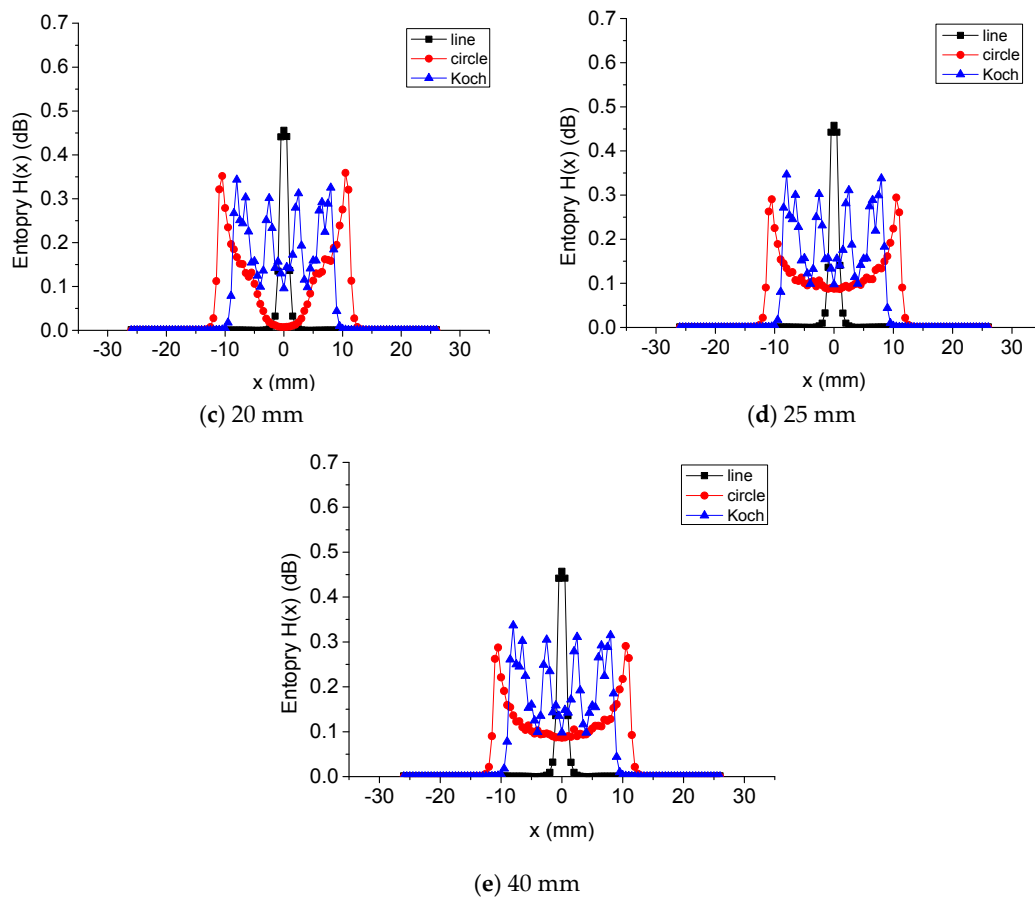 0.7
0.6
0.5
0.4
0.3
0.2
0.1
0.0
Entopry H(x) (dB)
line
circle
Koch
-30 -20 -10 0 10 20 30
x (mm)
(c) 20 mm
0.7
0.6
0.5
0.4
0.3
0.2
0.1
0.0
Entopry H(x) (dB)
line
circle
Koch
-30 -20 -10 0 10 20 30
x (mm)
(d) 25 mm
0.7
0.6
0.5
0.4
0.3
0.2
0.1
0.0
Entopry H(x) (dB)
line
circle
Koch
-30 -20 -10 0 10 20 30
x (mm)
(e) 40 mm